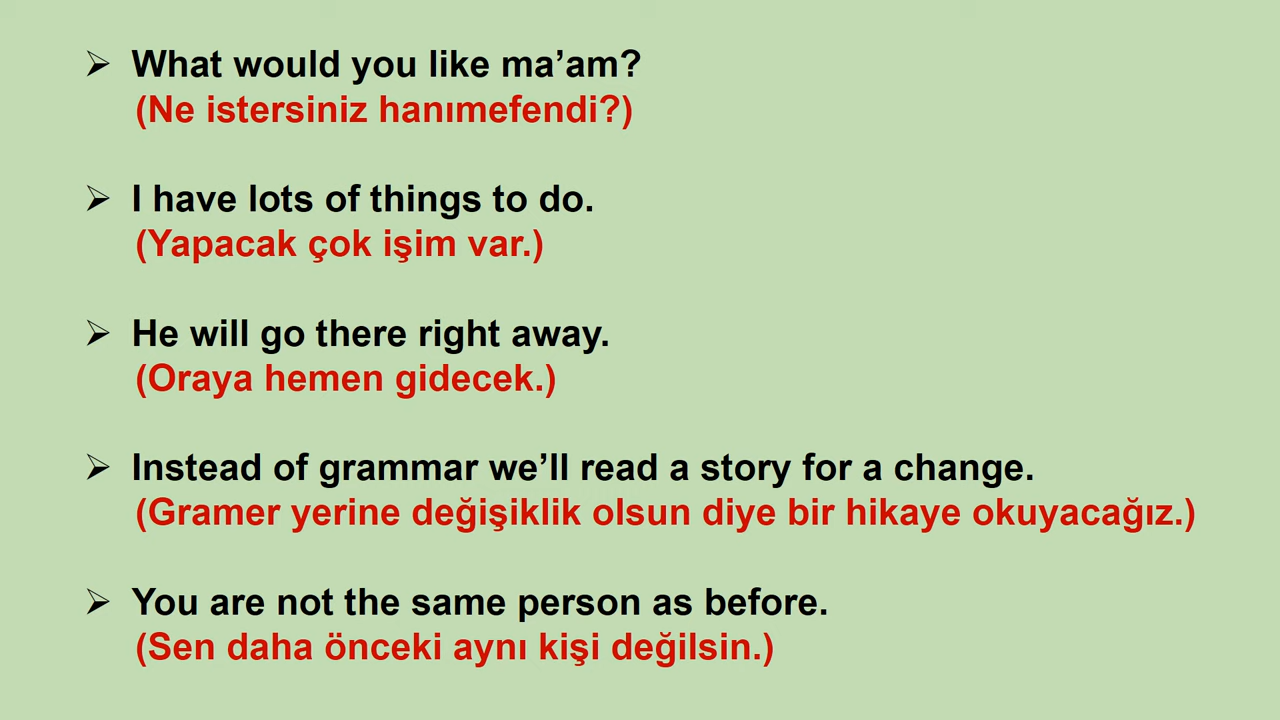 ➢ What would you like ma’am?
(Ne istersiniz hanımefendi?)
➢ I have lots of things to do.
(Yapacak çok işim var.)
➢ He will go there right away.
(Oraya hemen gidecek.)
➢ Instead of grammar we’ll read a story for a change.
(Gramer yerine değişiklik olsun diye bir hikaye okuyacağız.)
➢ You are not the same person as before.
(Sen daha önceki aynı kişi değilsin.)